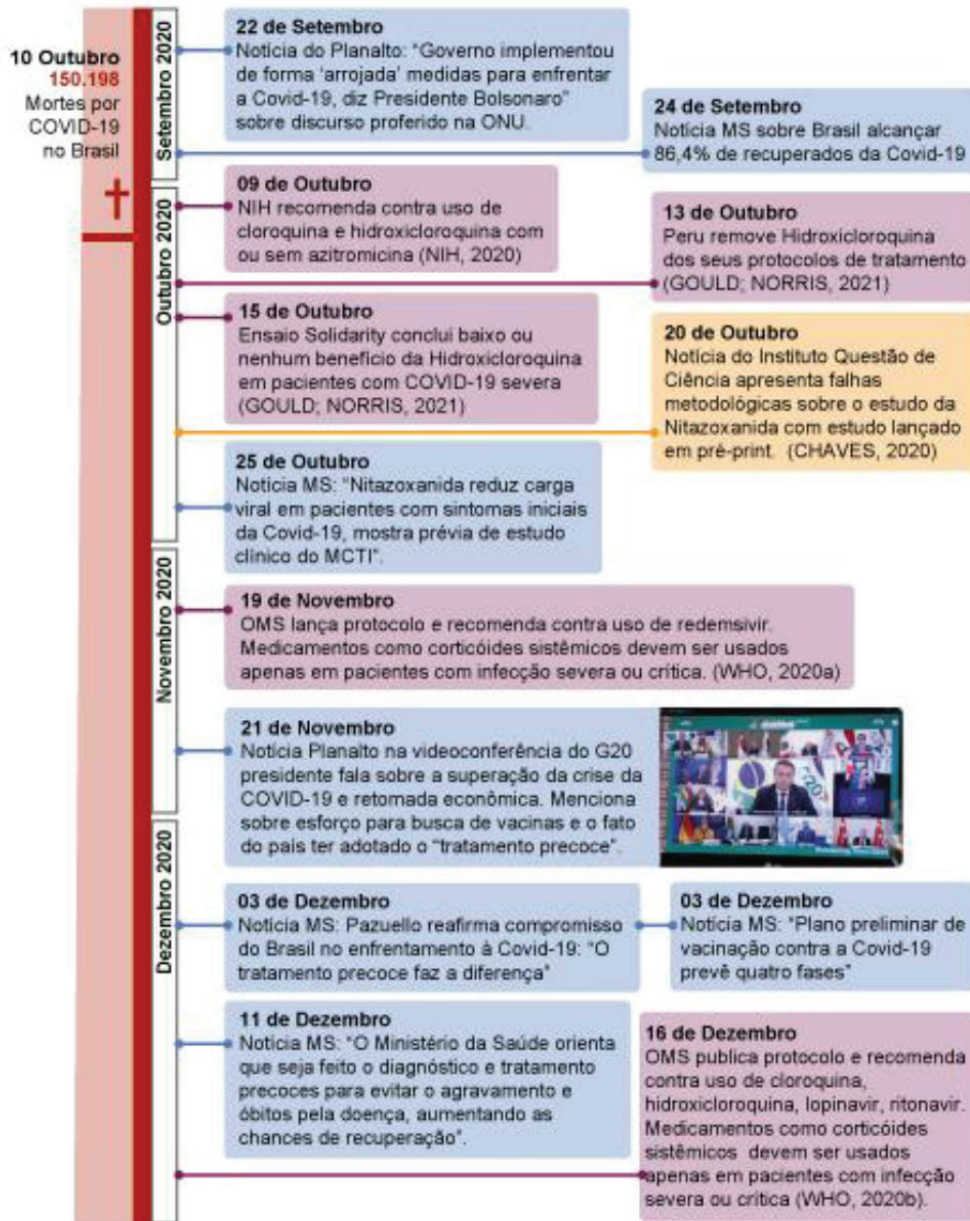 10 Outubro
150.198
Mortes por
COVID-19
no Brasil
Setembro 2020
22 de Setembro
Notícia do Planalto: “Governo implementou
de forma ‘arrojada’ medidas para enfrentar
a Covid-19, diz Presidente Bolsonaro”
sobre discurso proferido na ONU.
24 de Setembro
Notícia MS sobre Brasil alcançar
86,4% de recuperados da Covid-19
Outubro 2020
09 de Outubro
NIH recomenda contra uso de
cloroquina e hidroxicloroquina com
ou sem azitromicina (NIH, 2020)
13 de Outubro
Peru remove Hidroxicloroquina
dos seus protocolos de tratamento
(GOULD; NORRIS, 2021)
15 de Outubro
Ensaio Solidarity conclui baixo ou
nenhum benefício da Hidroxicloroquina
em pacientes com COVID-19 severa
(GOULD; NORRIS, 2021)
20 de Outubro
Notícia do Instituto Questão de
Ciência apresenta falhas
metodológicas sobre o estudo da
Nitazoxanida com estudo lançado
em pré-print. (CHAVES, 2020)
25 de Outubro
Notícia MS: “Nitazoxanida reduz carga
viral em pacientes com sintomas iniciais
da Covid-19, mostra prévia de estudo
clínico do MCTI”.
Novembro 2020
19 de Novembro
OMS lança protocolo e recomenda contra uso de redemsivir.
Medicamentos como corticóides sistêmicos devem ser usados
apenas em pacientes com infecção severa ou crítica. (WHO, 2020a)
21 de Novembro
Notícia Planalto na videoconferência do G20
presidente fala sobre a superação da crise da
COVID-19 e retomada econômica. Menciona
sobre esforço para busca de vacinas e o fato
do país ter adotado o “tratamento precoce”.
Dezembro 2020
03 de Dezembro
Notícia MS: Pazuello reafirma compromisso
do Brasil no enfrentamento à Covid-19: “O
tratamento precoce faz a diferença”
03 de Dezembro
Notícia MS: “Plano preliminar de
vacinação contra a Covid-19
prevê quatro fases”
11 de Dezembro
Notícia MS: “O Ministério da Saúde orienta
que seja feito o diagnóstico e tratamento
precoces para evitar o agravamento e
óbitos pela doença, aumentando as
chances de recuperação”.
16 de Dezembro
OMS publica protocolo e recomenda
contra uso de cloroquina,
hidroxicloroquina, lopinavir, ritonavir.
Medicamentos como corticóides
sistêmicos devem ser usados
apenas em pacientes com infecção
severa ou crítica (WHO, 2020b).